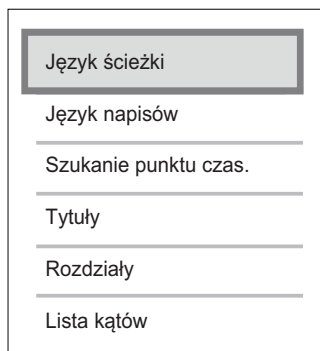 Język ścieżki
Język napisów
Szukanie punktu czas.
Tytuły
Rozdziały
Lista kątów